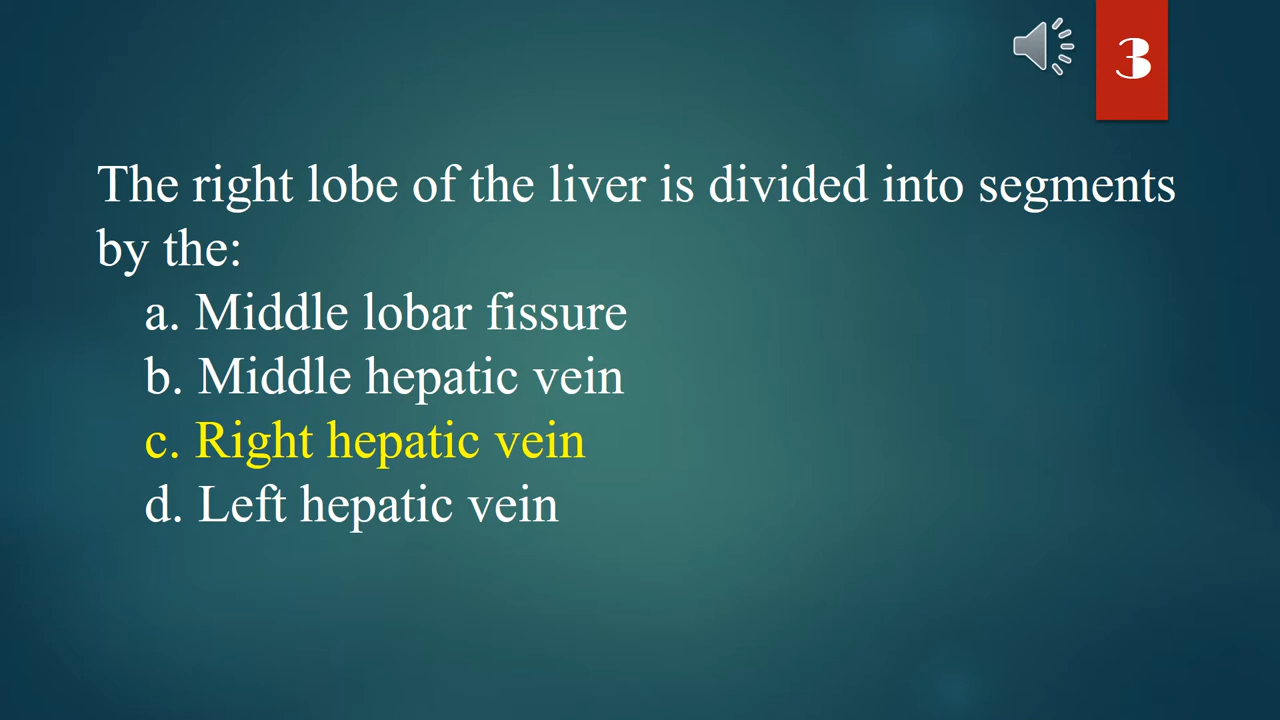 3
The right lobe of the liver is divided into segments
by the:
a. Middle lobar fissure
b. Middle hepatic vein
c. Right hepatic vein
d. Left hepatic vein